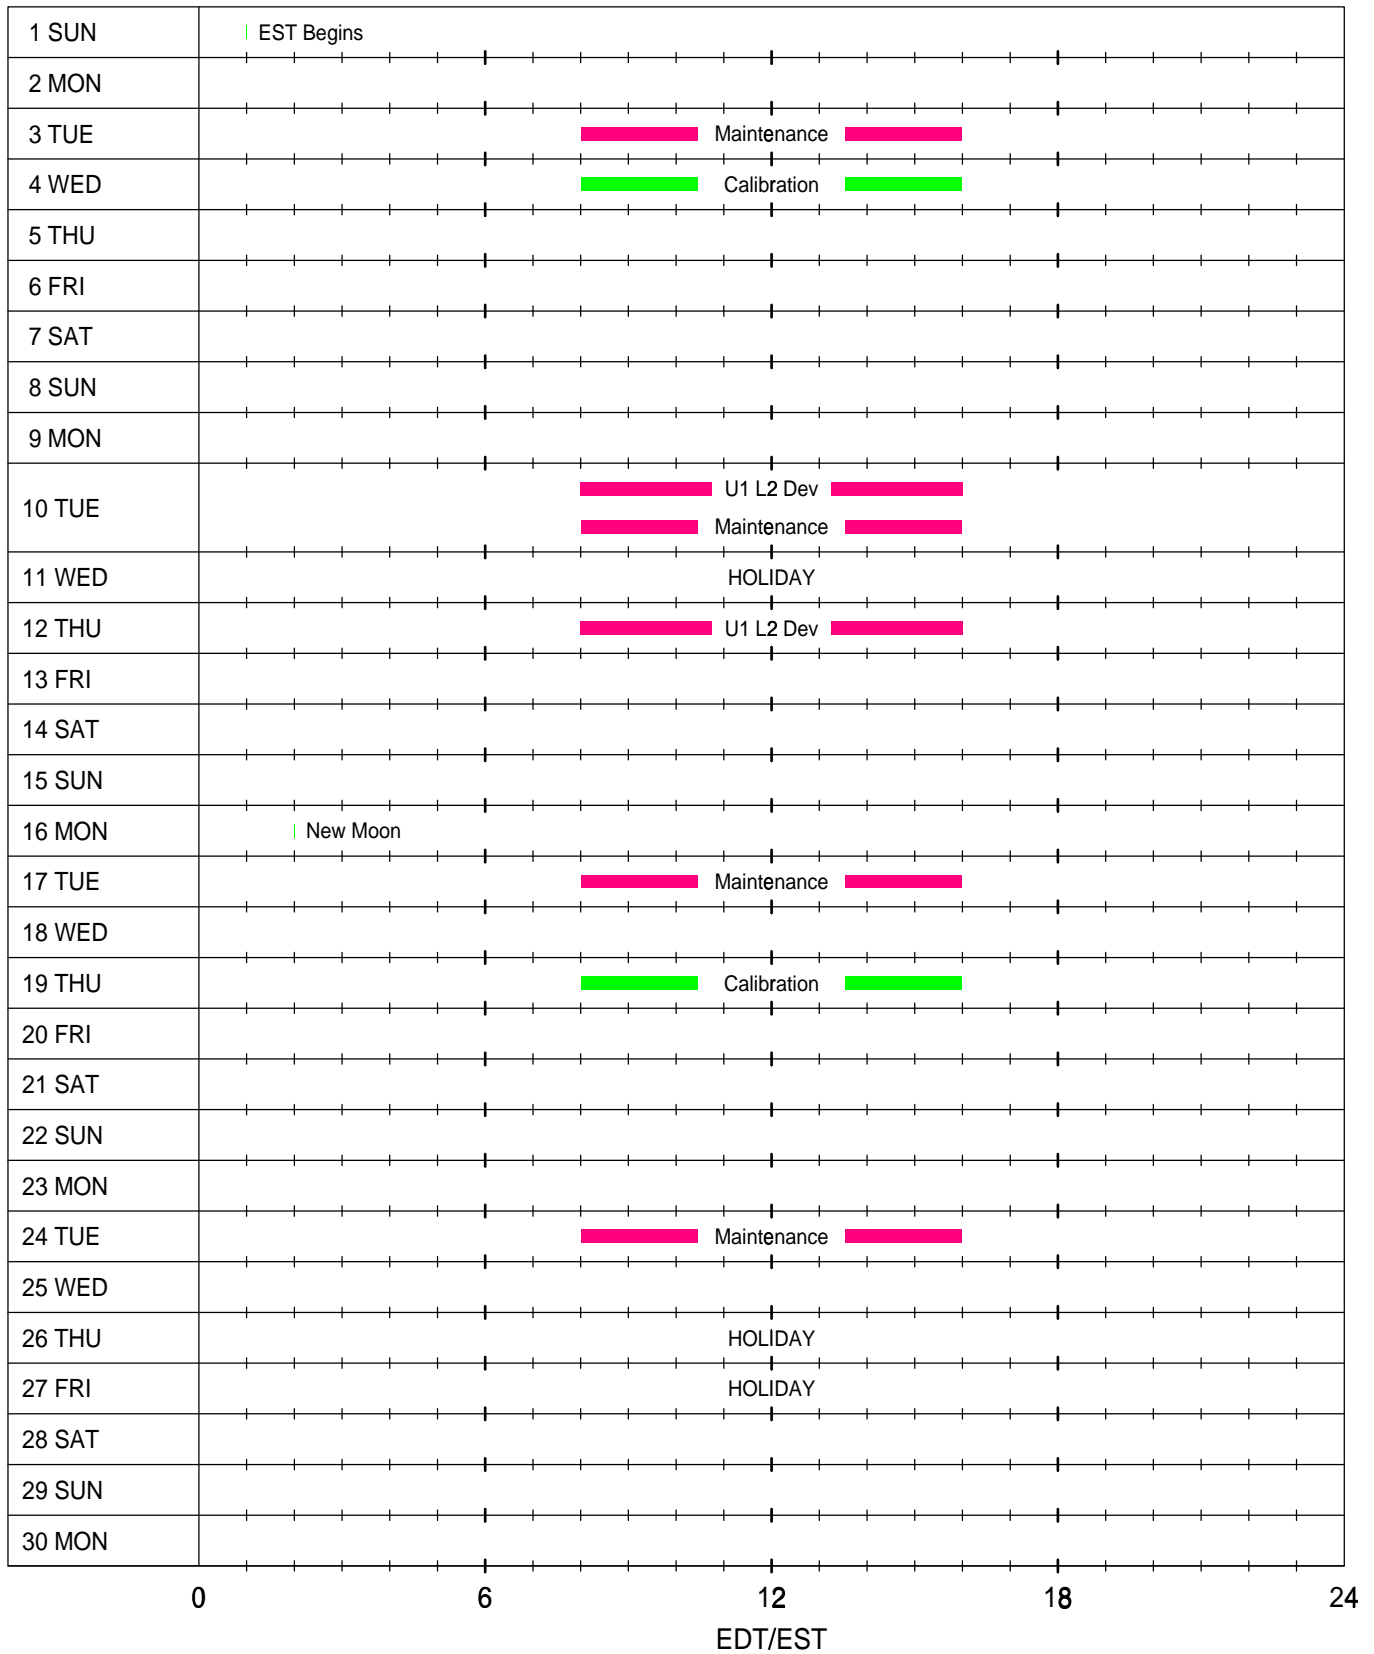 1 SUN EST Begins
2 MON
3 TUE Maintenance
4 WED Calibration
5 THU
6 FRI
7 SAT
8 SUN
9 MON
10 TUE U1 L2 Dev
Maintenance
11 WED HOLIDAY
12 THU U1 L2 Dev
13 FRI
14 SAT
15 SUN
16 MON New Moon
17 TUE Maintenance
18 WED
19 THU Calibration
20 FRI
21 SAT
22 SUN
23 MON
24 TUE Maintenance
25 WED
26 THU HOLIDAY
27 FRI HOLIDAY
28 SAT
29 SUN
30 MON
0 6 12 18 24
EDT/EST